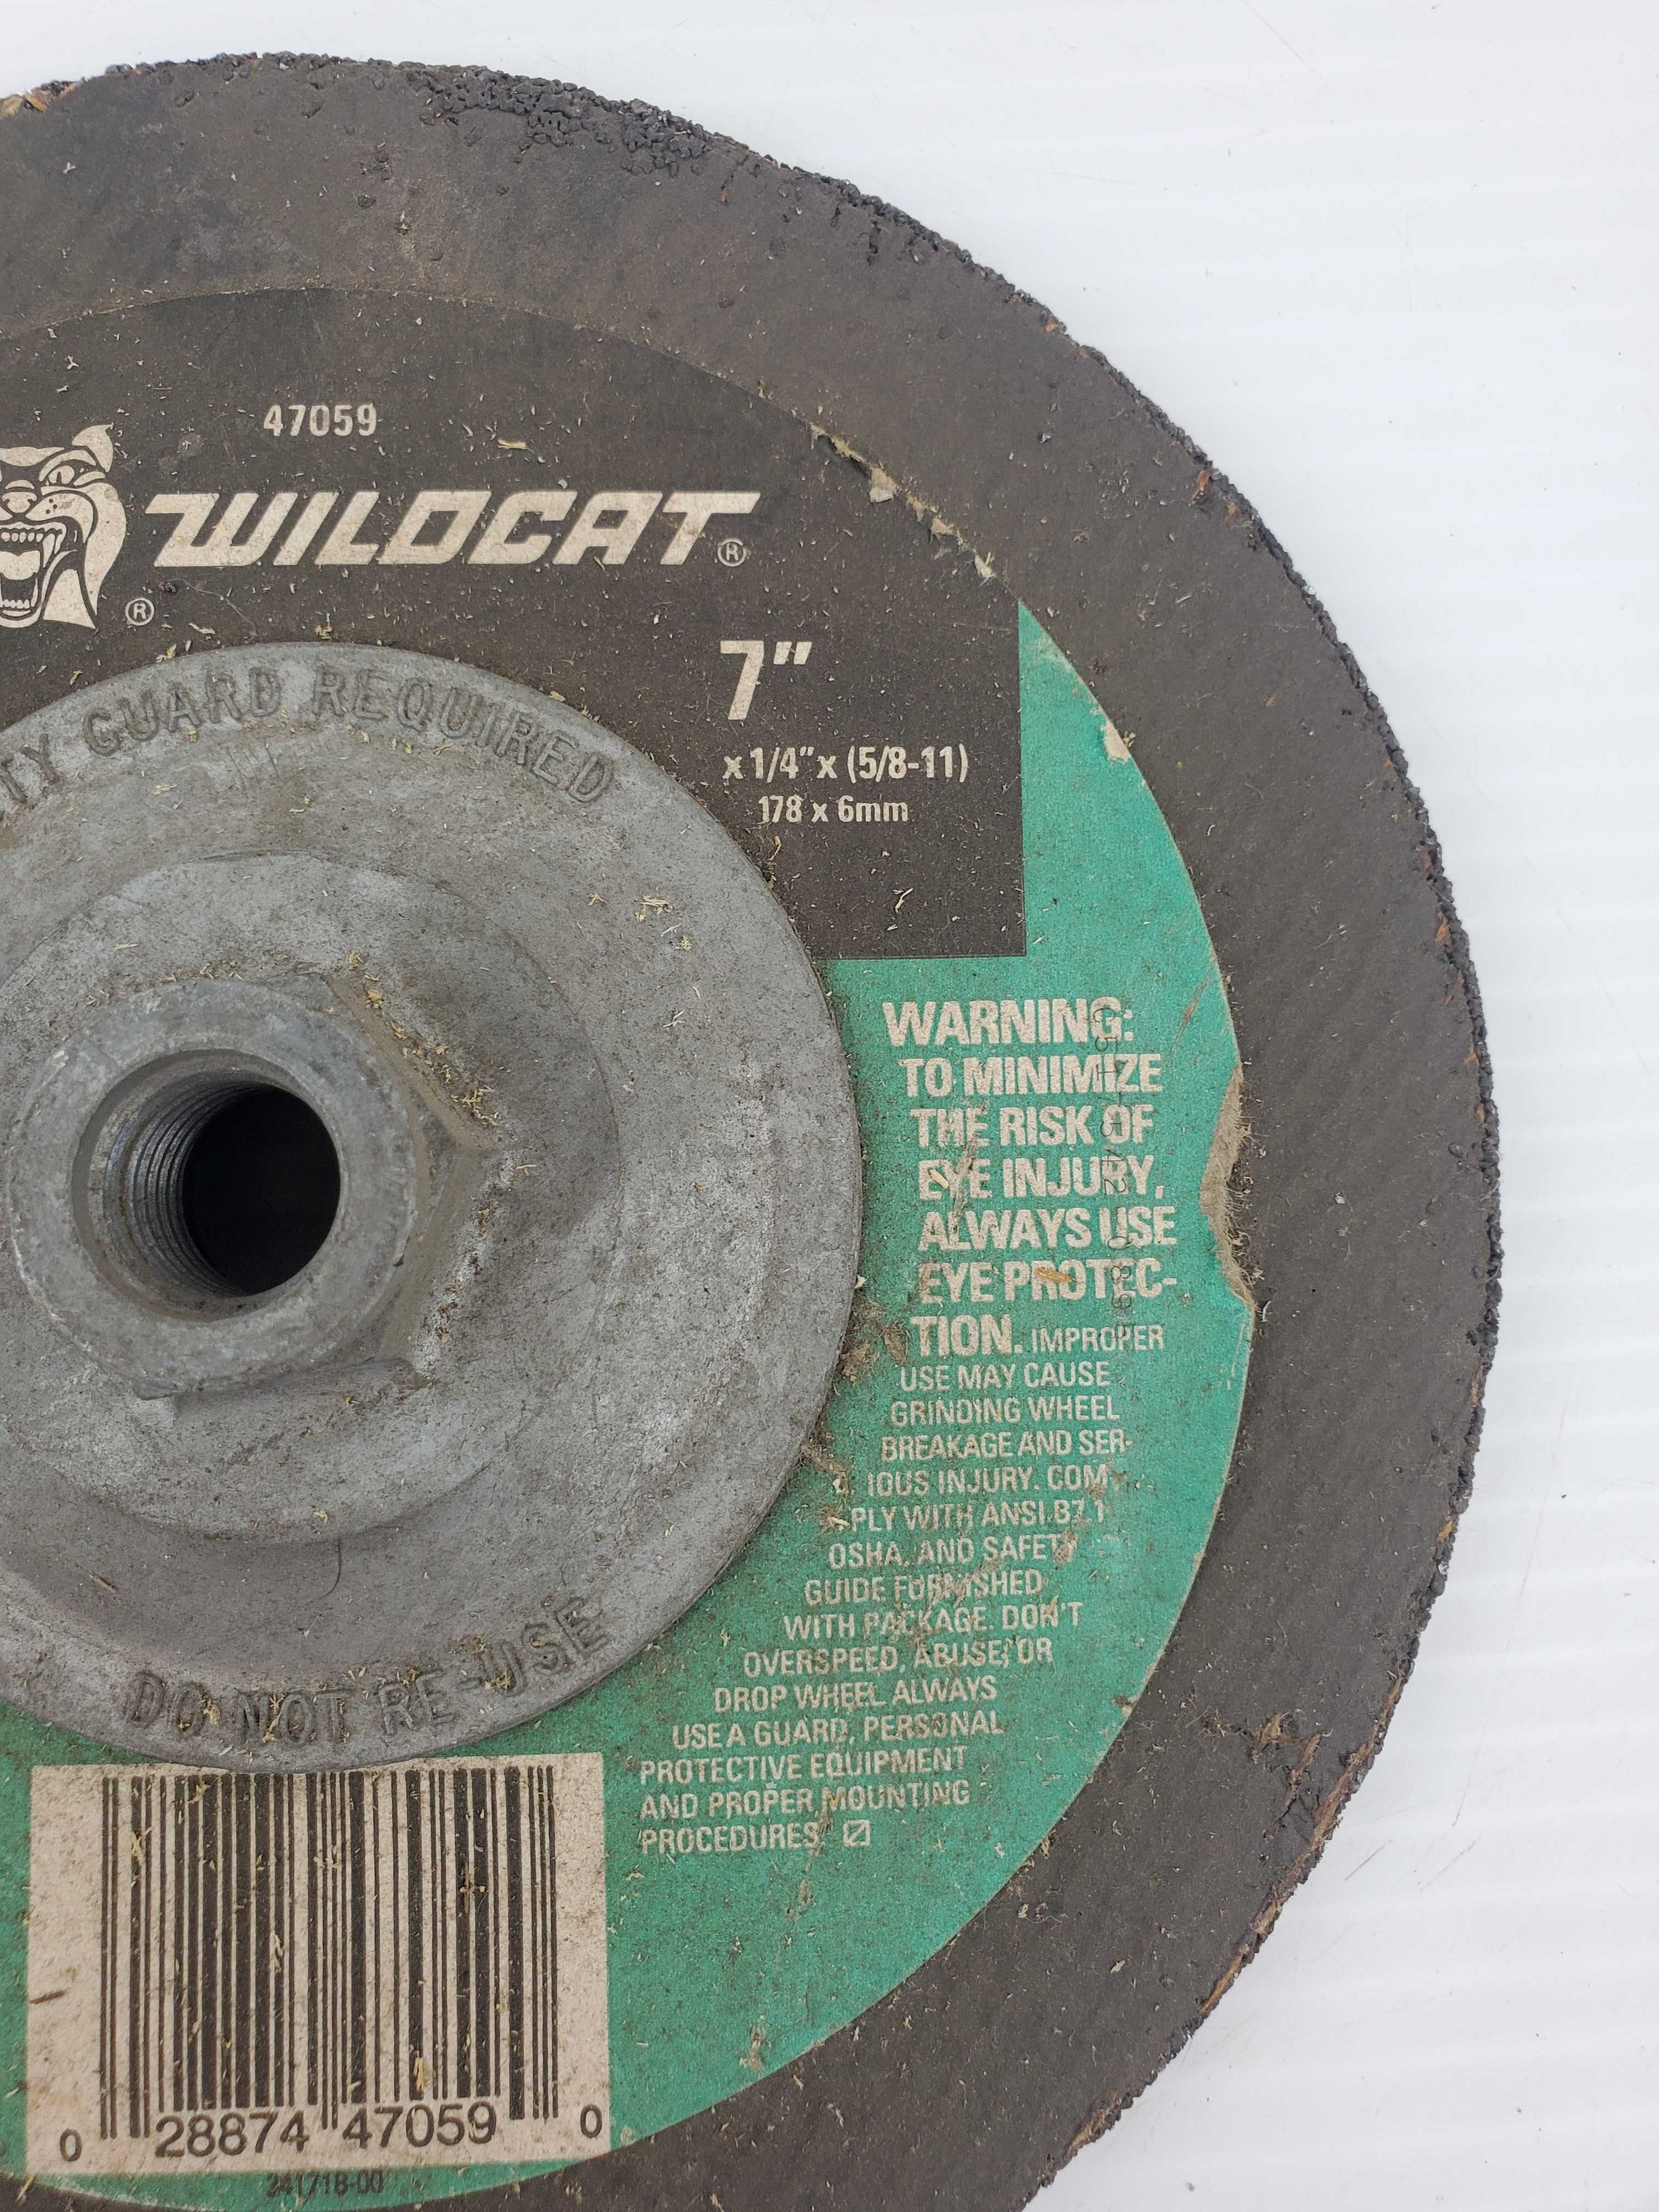 47059
WILDCAT®
®
7"
x 1/4" x (5/8-11)
178 x 6mm
GUARD REQUIRED
WARNING:
TO MINIMIZE
THE RISK OF
EYE INJURY,
ALWAYS USE
EYE PROTEC-
TION. IMPROPER
USE MAY CAUSE
GRINDING WHEEL
BREAKAGE AND SER-
IOUS INJURY. COM-
PLY WITH ANSI B7.1
OSHA, AND SAFETY
GUIDE FURNISHED
WITH PACKAGE. DON'T
OVERSPEED, ABUSE, OR
DROP WHEEL ALWAYS
USE A GUARD, PERSONAL
PROTECTIVE EQUIPMENT
AND PROPER MOUNTING
PROCEDURES
DO NOT RE-USE
0 28874 47059 0
241718-00